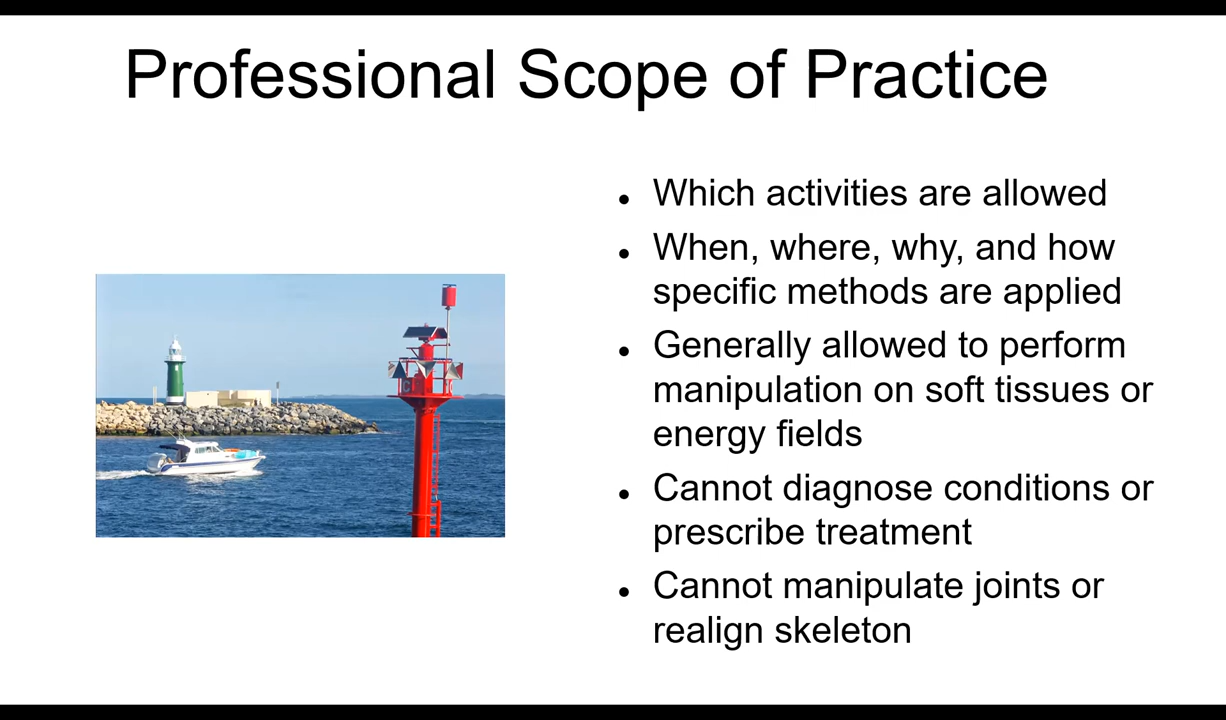 Professional Scope of Practice
• Which activities are allowed
• When, where, why, and how
specific methods are applied
• Generally allowed to perform
manipulation on soft tissues or
energy fields
• Cannot diagnose conditions or
prescribe treatment
• Cannot manipulate joints or
realign skeleton